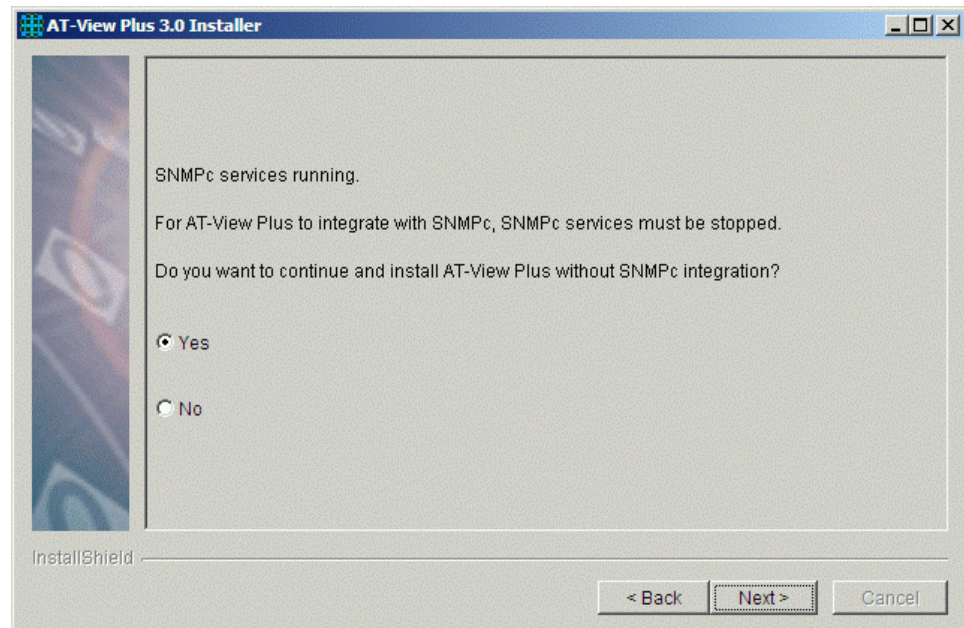 AT-View Plus 3.0 Installer
SNMPc services running.
For AT-View Plus to integrate with SNMPc, SNMPc services must be stopped.
Do you want to continue and install AT-View Plus without SNMPc integration?
Yes
No
InstallShield
< Back Next > Cancel